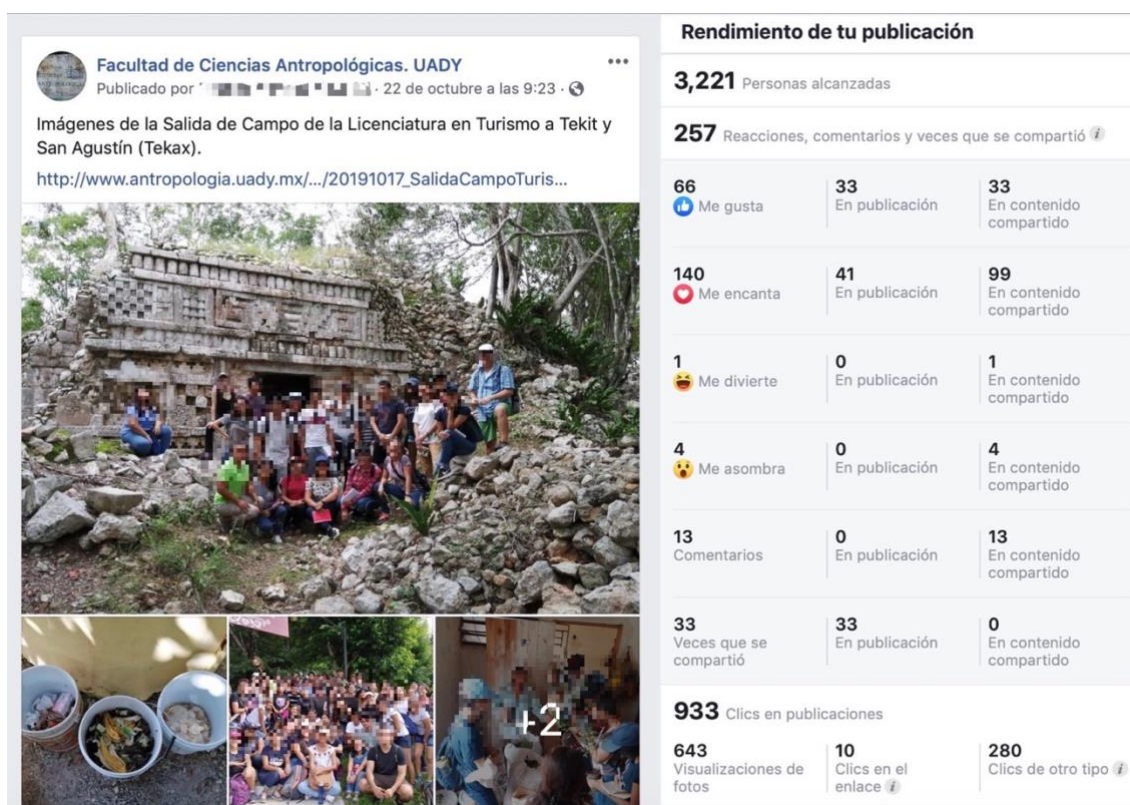 Facultad de Ciencias Antropológicas. UADY
Publicado por
· 22 de octubre a las 9:23 ·
Imágenes de la Salida de Campo de la Licenciatura en Turismo a Tekit y
San Agustín (Tekax).
http://www.antropologia.uady.mx/.../20191017_SalidaCampoTuris...
+2
Rendimiento de tu publicación
3,221 Personas alcanzadas
257 Reacciones, comentarios y veces que se compartió
66
Me gusta
33
En publicación
33
En contenido
compartido
140
Me encanta
41
En publicación
99
En contenido
compartido
1
Me divierte
0
En publicación
1
En contenido
compartido
4
Me asombra
0
En publicación
4
En contenido
compartido
13
Comentarios
0
En publicación
13
En contenido
compartido
33
Veces que se
compartió
33
En publicación
0
En contenido
compartido
933 Clics en publicaciones
643
Visualizaciones de
fotos
10
Clics en el
enlace
280
Clics de otro tipo